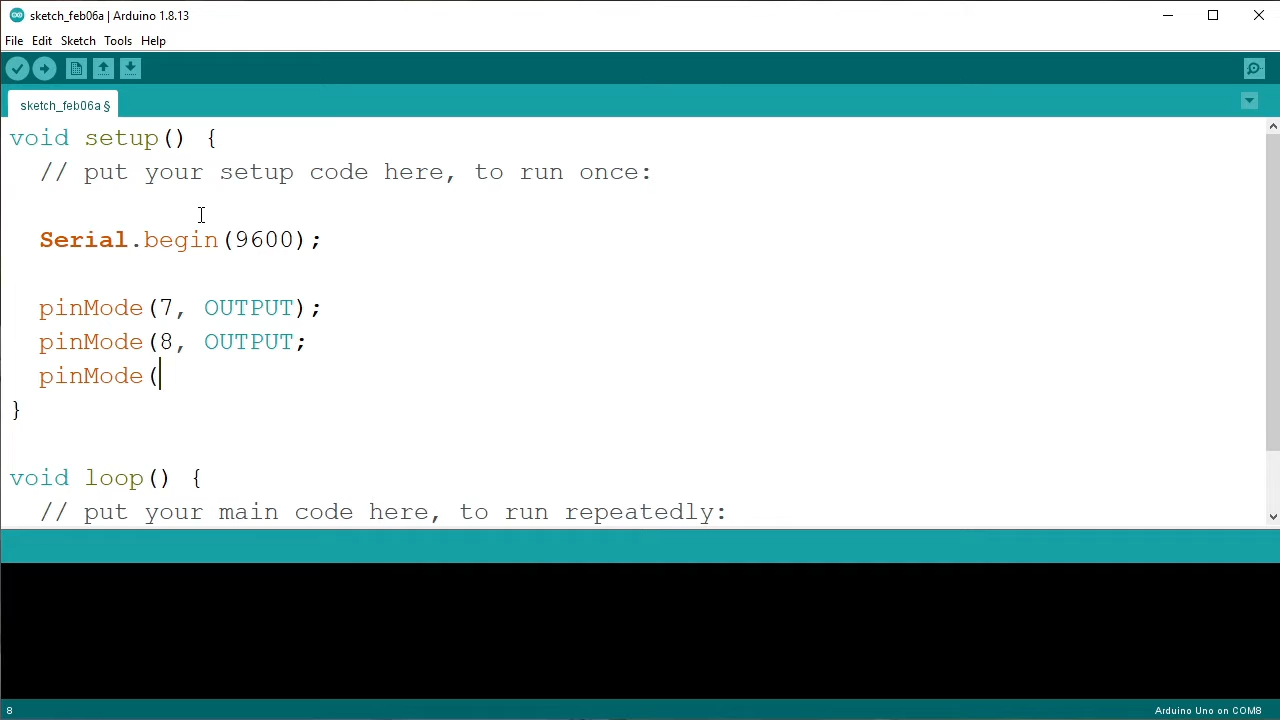 sketch_feb06a | Arduino 1.8.13
File Edit Sketch Tools Help
sketch_feb06a §
void setup() {
  // put your setup code here, to run once:
  Serial.begin(9600);
  pinMode(7, OUTPUT);
  pinMode(8, OUTPUT;
  pinMode(
}
void loop() {
  // put your main code here, to run repeatedly:
8
Arduino Uno on COM8